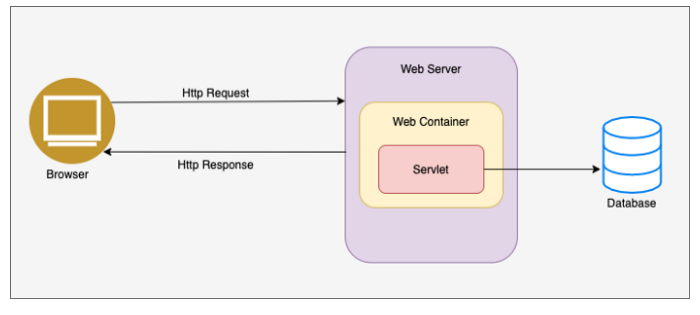 Web Server
Http Request
Web Container
Http Response
Servlet
Browser
Database